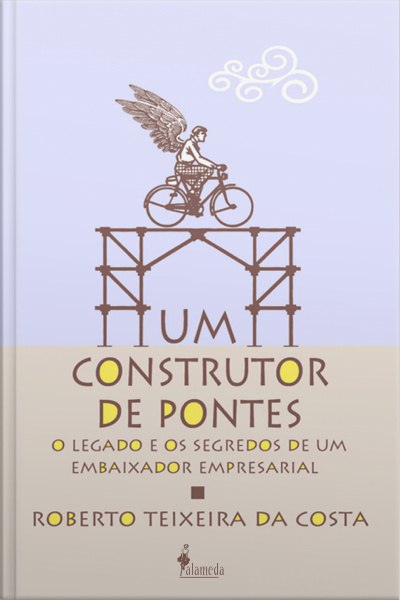 UM
CONSTRUTOR
DE PONTES
O LEGADO E OS SEGREDOS DE UM
EMBAIXADOR EMPRESARIAL
ROBERTO TEIXEIRA DA COSTA
alameda